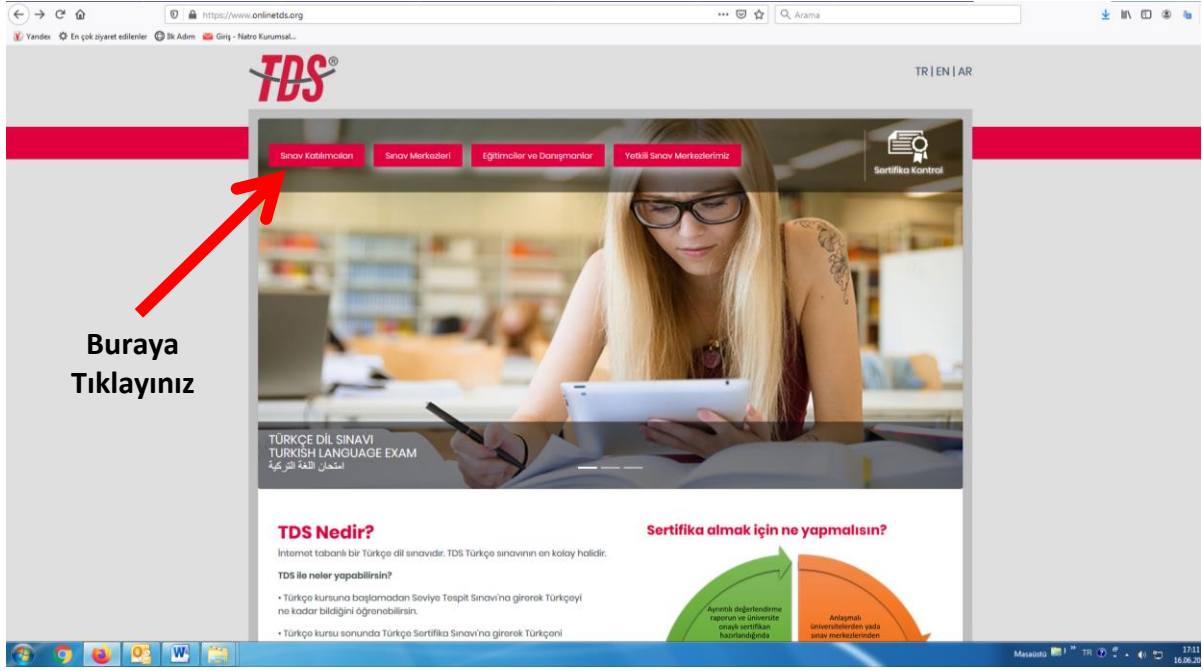 https://www.onlinetds.org
Arama
Yandex En çok ziyaret edilenler İlk Adım Giriş - Natro Kurumsal...
TDS®
TR | EN | AR
Sınav Katılımcıları Sınav Merkezleri Eğitimciler ve Danışmanlar Yetkili Sınav Merkezlerimiz
Sertifika Kontrol
Buraya
Tıklayınız
TÜRKÇE DİL SINAVI
TURKISH LANGUAGE EXAM
امتحان اللغة التركية
TDS Nedir?
İnternet tabanlı bir Türkçe dil sınavıdır. TDS Türkçe sınavının en kolay halidir.
TDS ile neler yapabilirsin?
• Türkçe kursuna başlamadan Seviye Tespit Sınavı'na girerek Türkçeyi
ne kadar bildiğini öğrenebilirsin.
• Türkçe kursu sonunda Türkçe Sertifika Sınavı'na girerek Türkçeni
Sertifika almak için ne yapmalısın?
Ayrıntılı değerlendirme
raporun ve üniversite
onaylı sertifikan
hazırlandığında
Anlaşmalı
üniversitelerden yada
sınav merkezlerinden
Masaüstü
TR
17:11
16.06.20